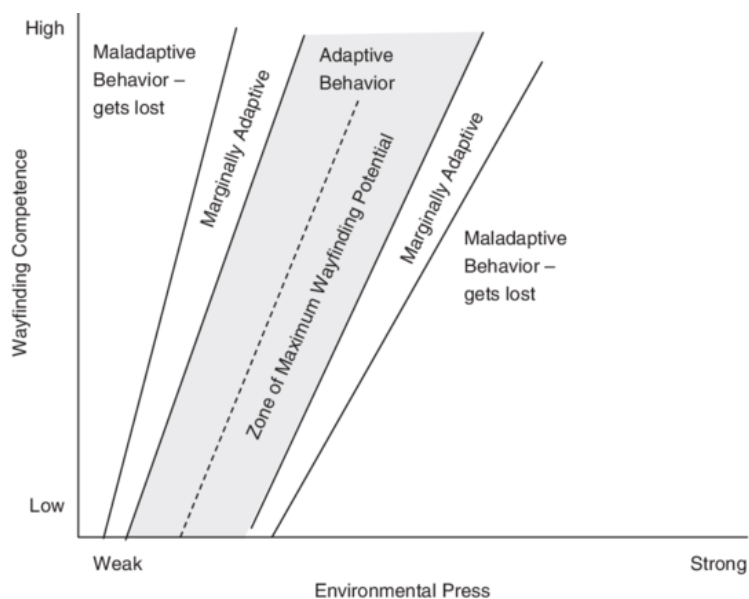 High
Maladaptive
Behavior –
gets lost
Marginally Adaptive
Adaptive
Behavior
Zone of Maximum Wayfinding Potential
Marginally Adaptive
Maladaptive
Behavior –
gets lost
Wayfinding Competence
Low
Weak
Strong
Environmental Press